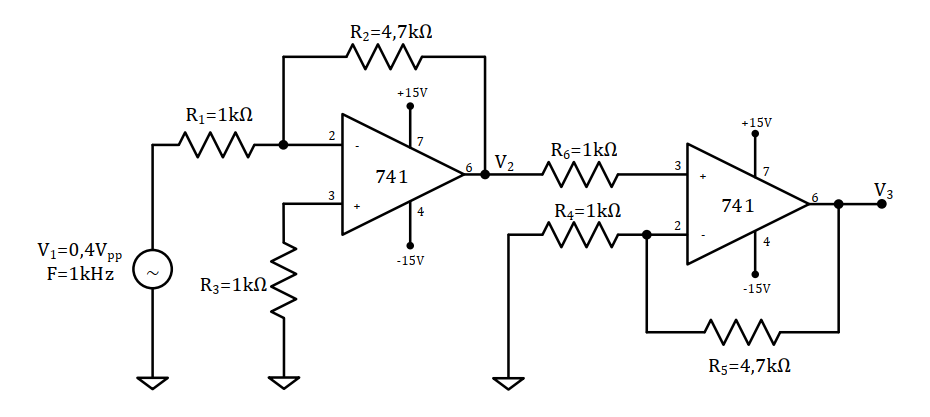 R₂=4,7kΩ
+15V
R₁=1kΩ
2
-
7
741
6
V₂
3
+
4
-15V
V₁=0,4Vpp
F=1kHz
~
R₃=1kΩ
R₆=1kΩ
R₄=1kΩ
+15V
3
+
7
741
6
V₃
2
-
4
-15V
R₅=4,7kΩ